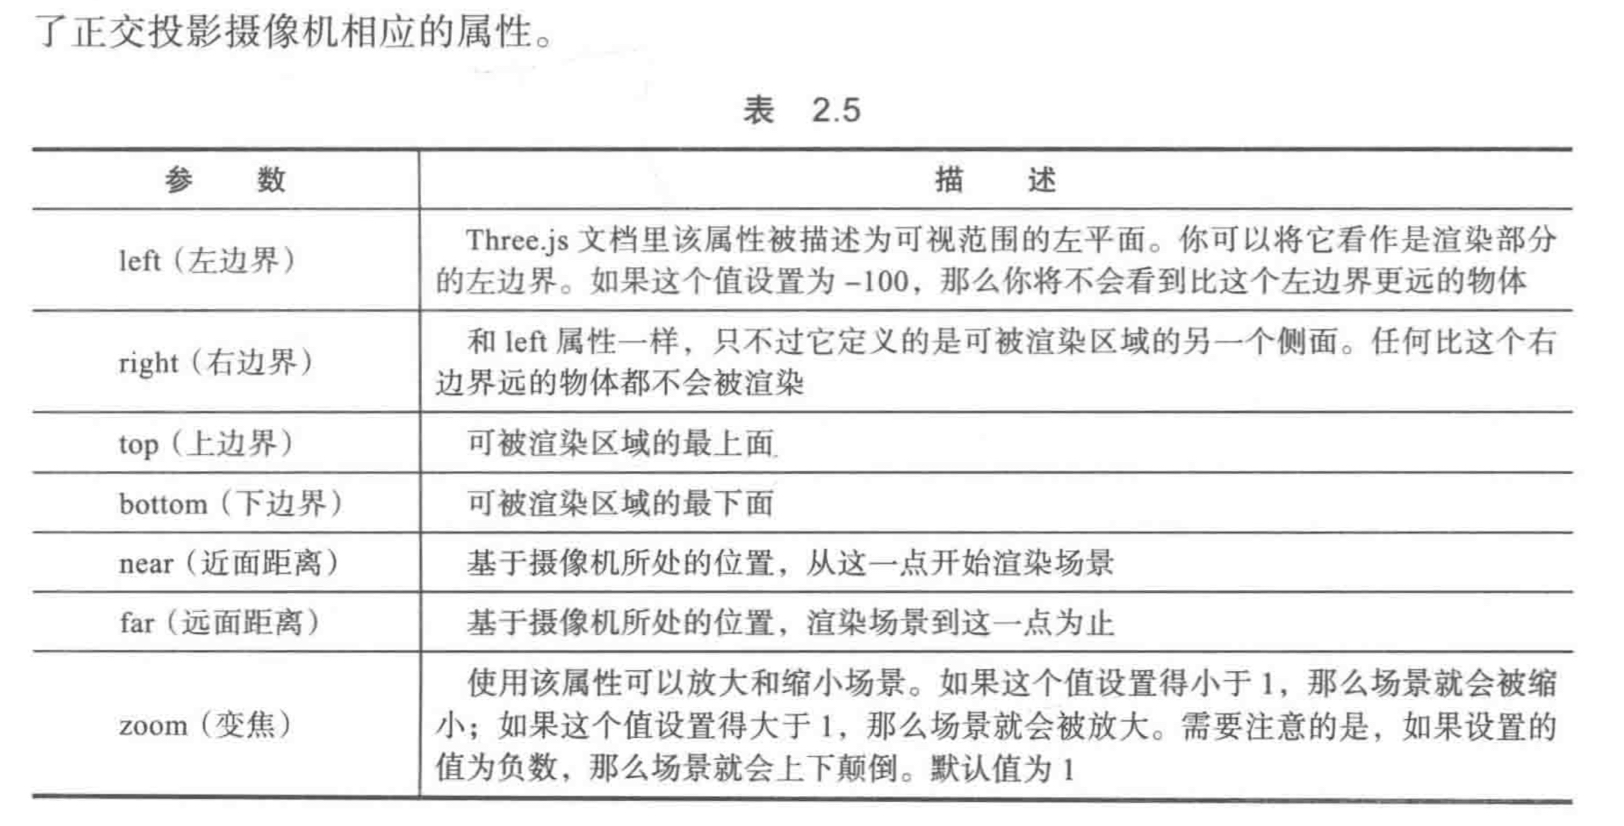 了正交投影摄像机相应的属性。
表 2.5
参 数 描 述
left（左边界）
Three.js 文档里该属性被描述为可视范围的左平面。你可以将它看作是渲染部分
的左边界。如果这个值设置为 –100，那么你将不会看到比这个左边界更远的物体
right（右边界）
和 left 属性一样，只不过它定义的是可被渲染区域的另一个侧面。任何比这个右
边界远的物体都不会被渲染
top（上边界） 可被渲染区域的最上面
bottom（下边界） 可被渲染区域的最下面
near（近面距离） 基于摄像机所处的位置，从这一点开始渲染场景
far（远面距离） 基于摄像机所处的位置，渲染场景到这一点为止
zoom（变焦）
使用该属性可以放大和缩小场景。如果这个值设置得小于 1，那么场景就会被缩
小；如果这个值设置得大于 1，那么场景就会被放大。需要注意的是，如果设置的
值为负数，那么场景就会上下颠倒。默认值为 1